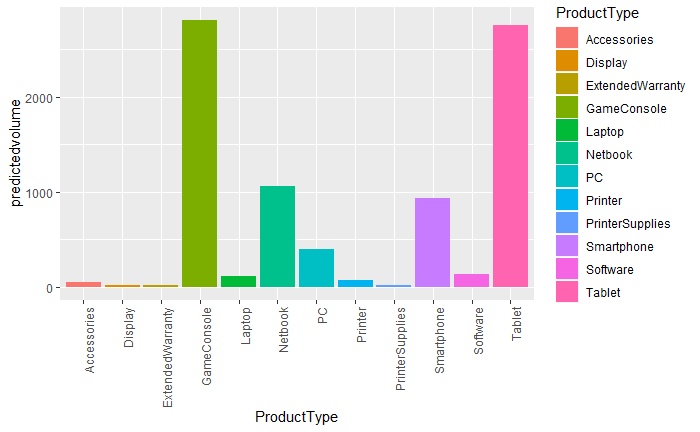 predictedvolume
2000
1000
0
Accessories
Display
ExtendedWarranty
GameConsole
Laptop
Netbook
PC
Printer
PrinterSupplies
Smartphone
Software
Tablet
ProductType
ProductType
Accessories
Display
ExtendedWarranty
GameConsole
Laptop
Netbook
PC
Printer
PrinterSupplies
Smartphone
Software
Tablet